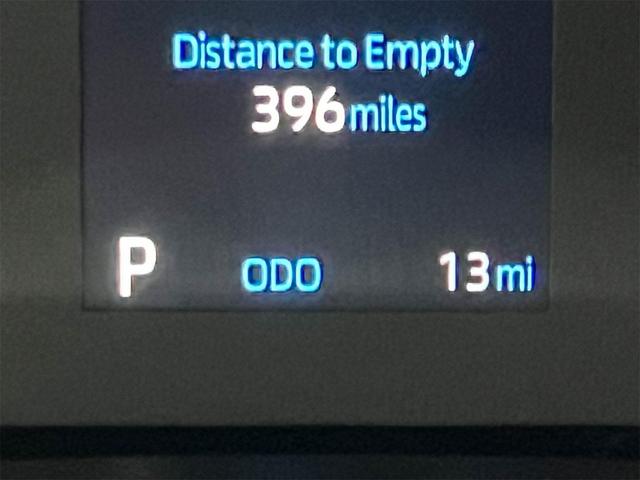 Distance to Empty
396 miles
P ODO 13 mi